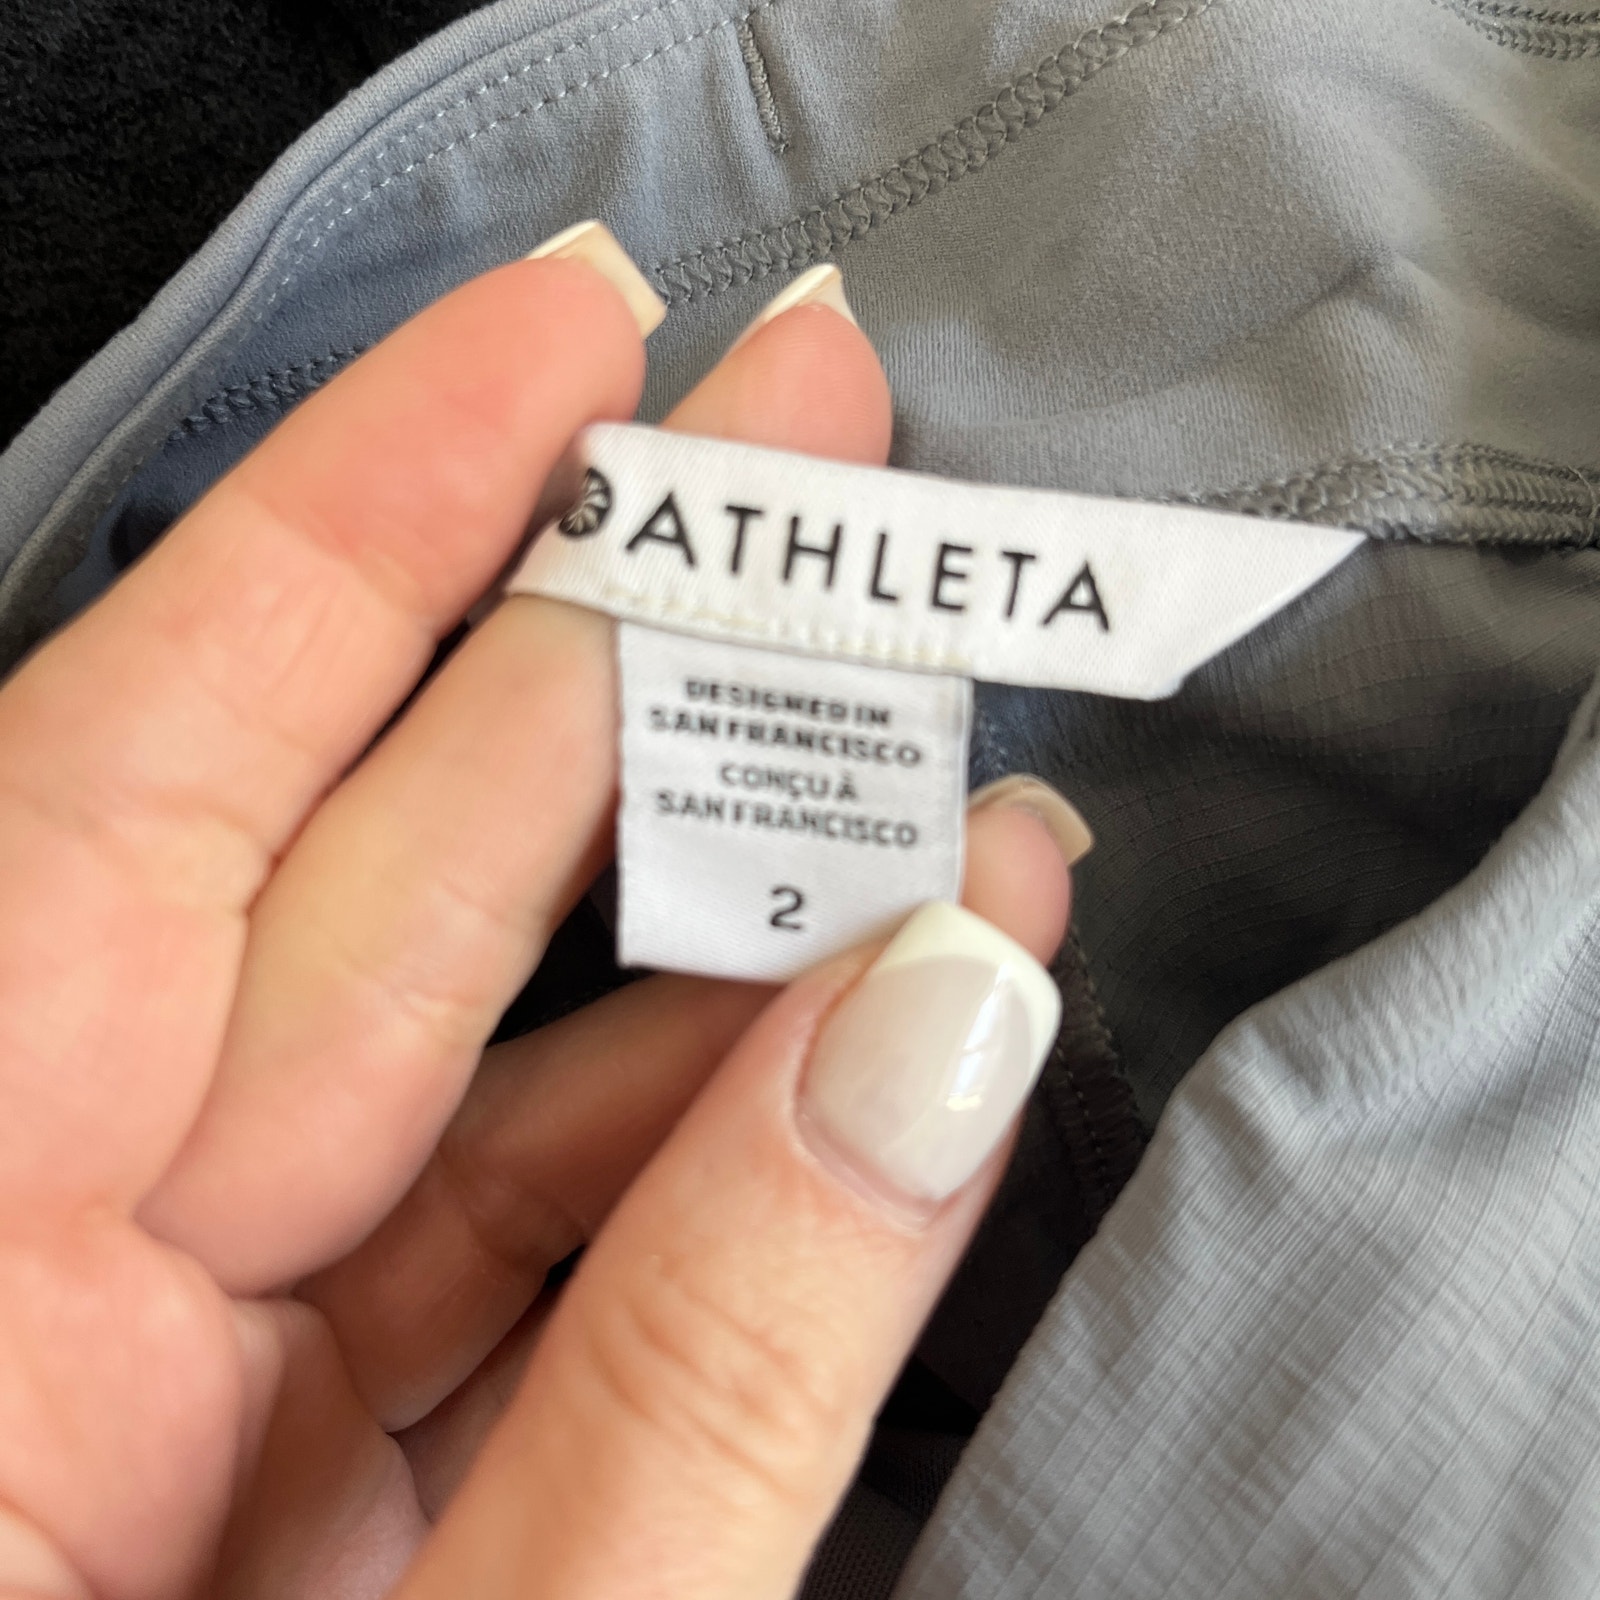 ATHLETA
DESIGNED IN
SAN FRANCISCO
CONÇU À
SAN FRANCISCO
2